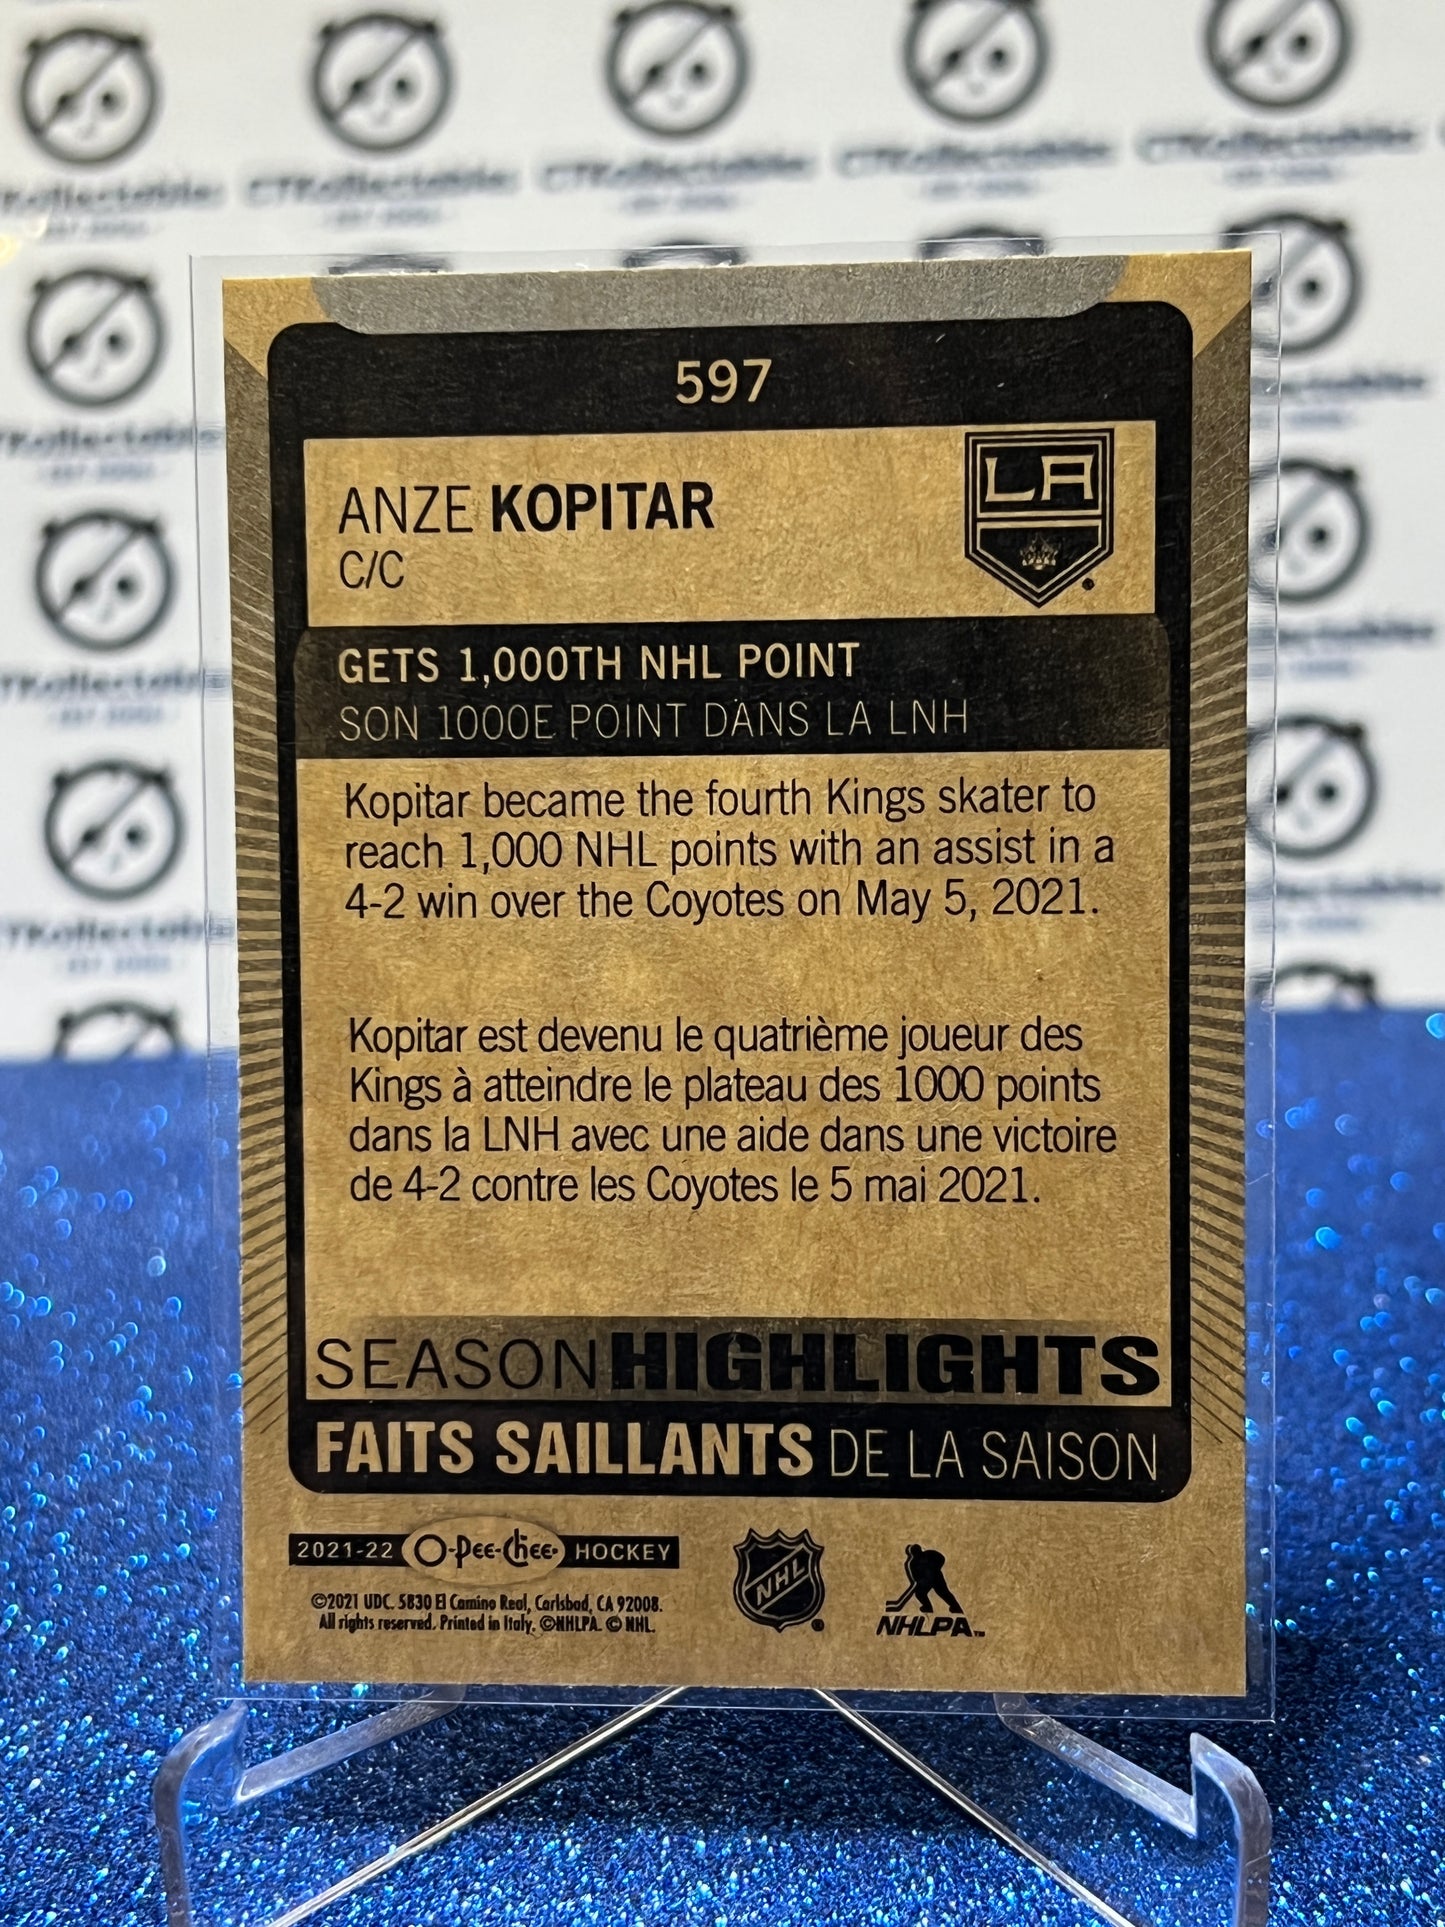 CTKollectables CTKollectables CTKollectables CTKollectables
597
ANZE KOPITAR
C/C
LA
GETS 1,000TH NHL POINT
SON 1000E POINT DANS LA LNH
Kopitar became the fourth Kings skater to
reach 1,000 NHL points with an assist in a
4-2 win over the Coyotes on May 5, 2021.
Kopitar est devenu le quatrième joueur des
Kings à atteindre le plateau des 1000 points
dans la LNH avec une aide dans une victoire
de 4-2 contre les Coyotes le 5 mai 2021.
SEASON HIGHLIGHTS
FAITS SAILLANTS DE LA SAISON
2021-22 O-Pee-Chee HOCKEY
©2021 UDC. 5830 El Camino Real, Carlsbad, CA 92008.
All rights reserved. Printed in Italy. ©NHLPA. © NHL.
NHL
NHLPA™